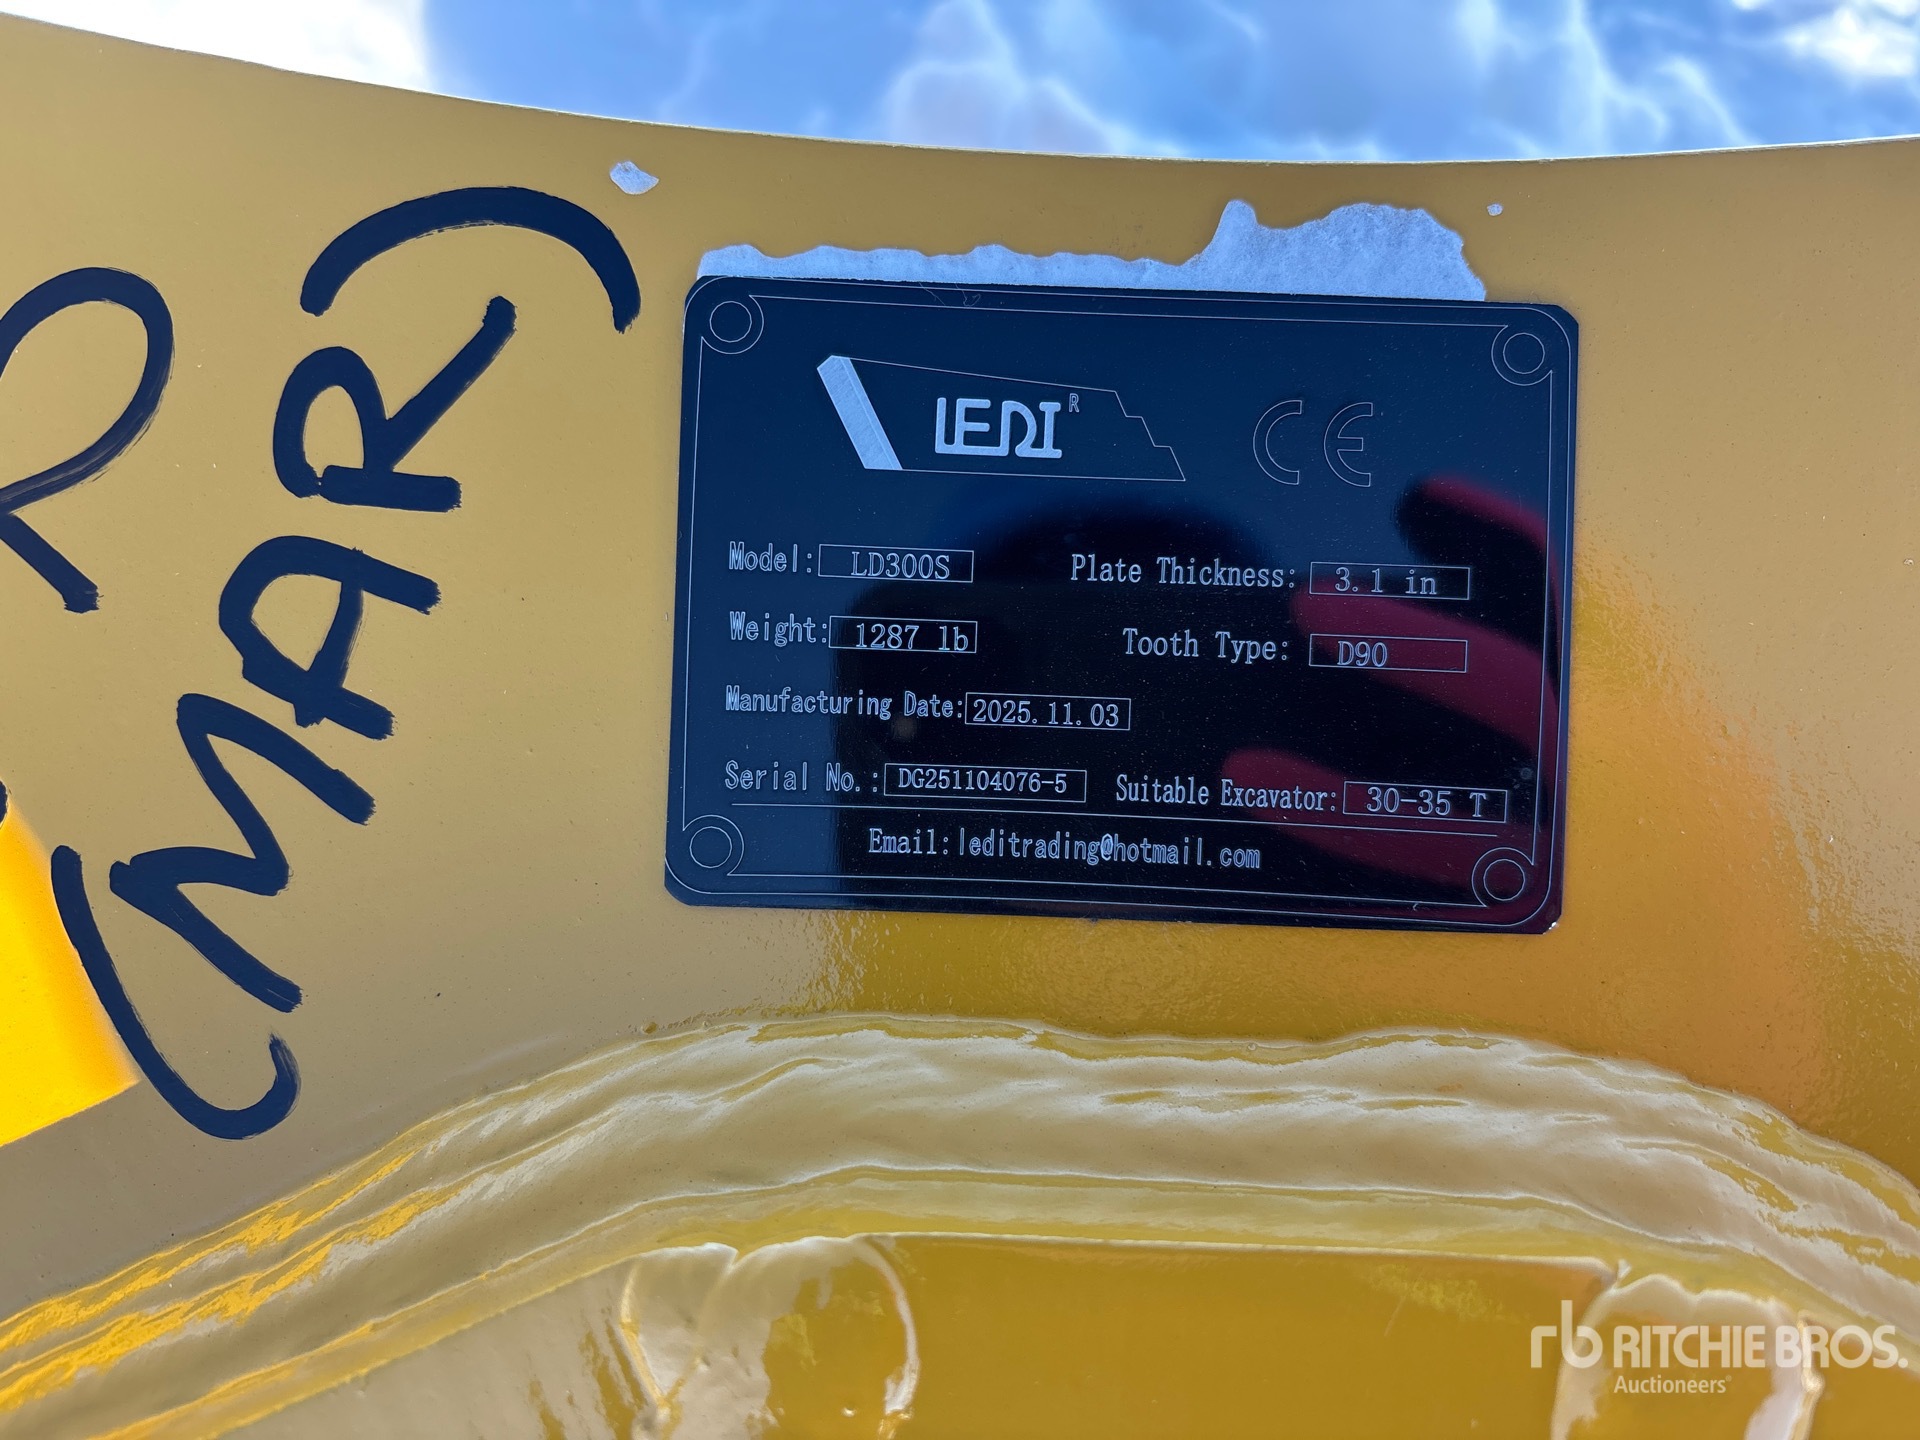 (MAR)
LEDI R CE
Model: LD300S Plate Thickness: 3.1 in
Weight: 1287 lb Tooth Type: D90
Manufacturing Date: 2025.11.03
Serial No.: DG251104076-5 Suitable Excavator: 30-35 T
Email:leditrading@hotmail.com
rb RITCHIE BROS.
Auctioneers